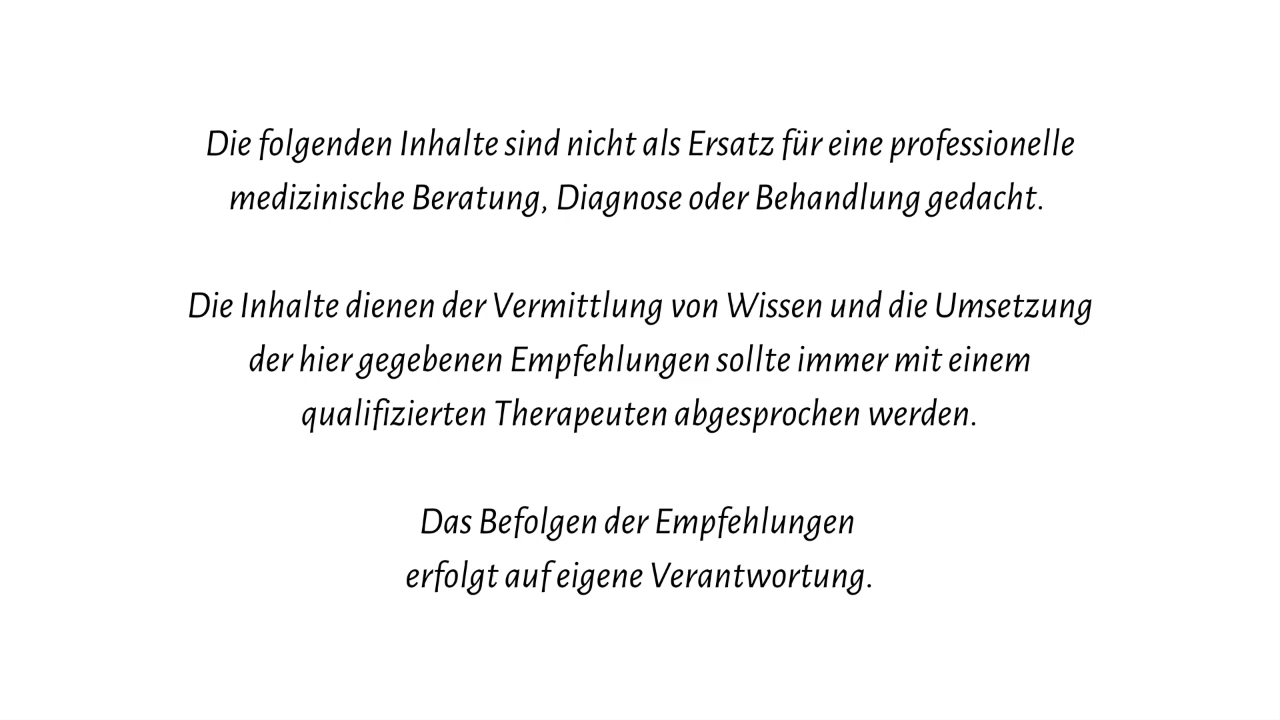 Die folgenden Inhalte sind nicht als Ersatz für eine professionelle
medizinische Beratung, Diagnose oder Behandlung gedacht.
Die Inhalte dienen der Vermittlung von Wissen und die Umsetzung
der hier gegebenen Empfehlungen sollte immer mit einem
qualifizierten Therapeuten abgesprochen werden.
Das Befolgen der Empfehlungen
erfolgt auf eigene Verantwortung.